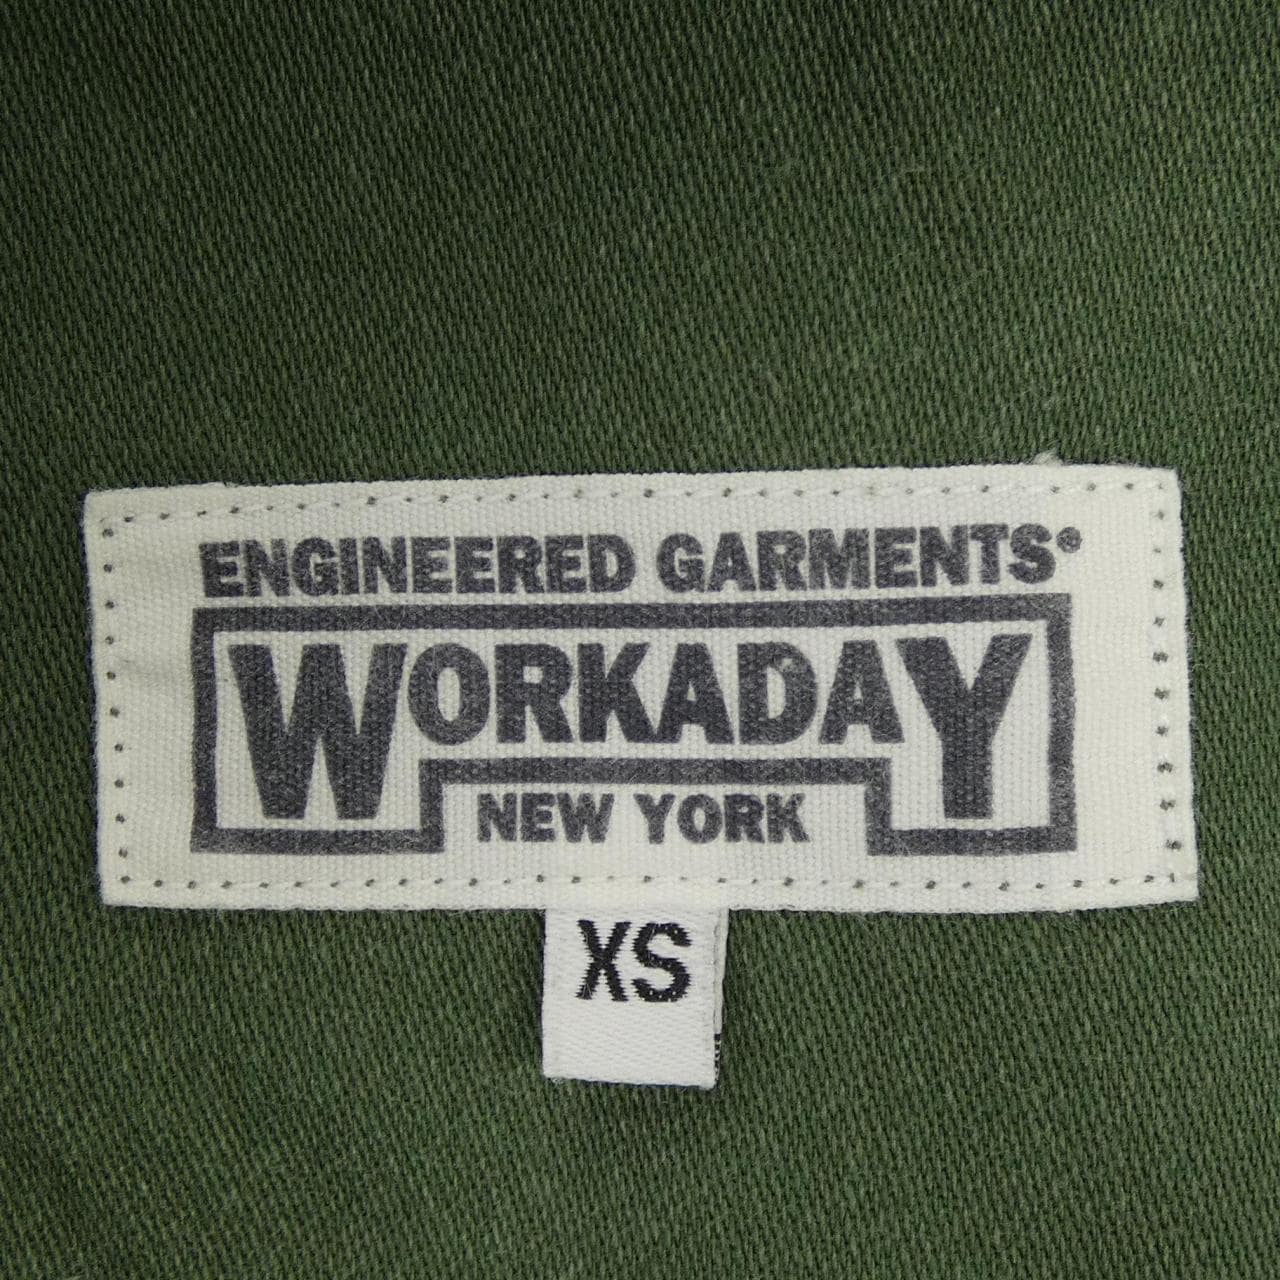 ENGINEERED GARMENTS®
WORKADAY
NEW YORK
XS